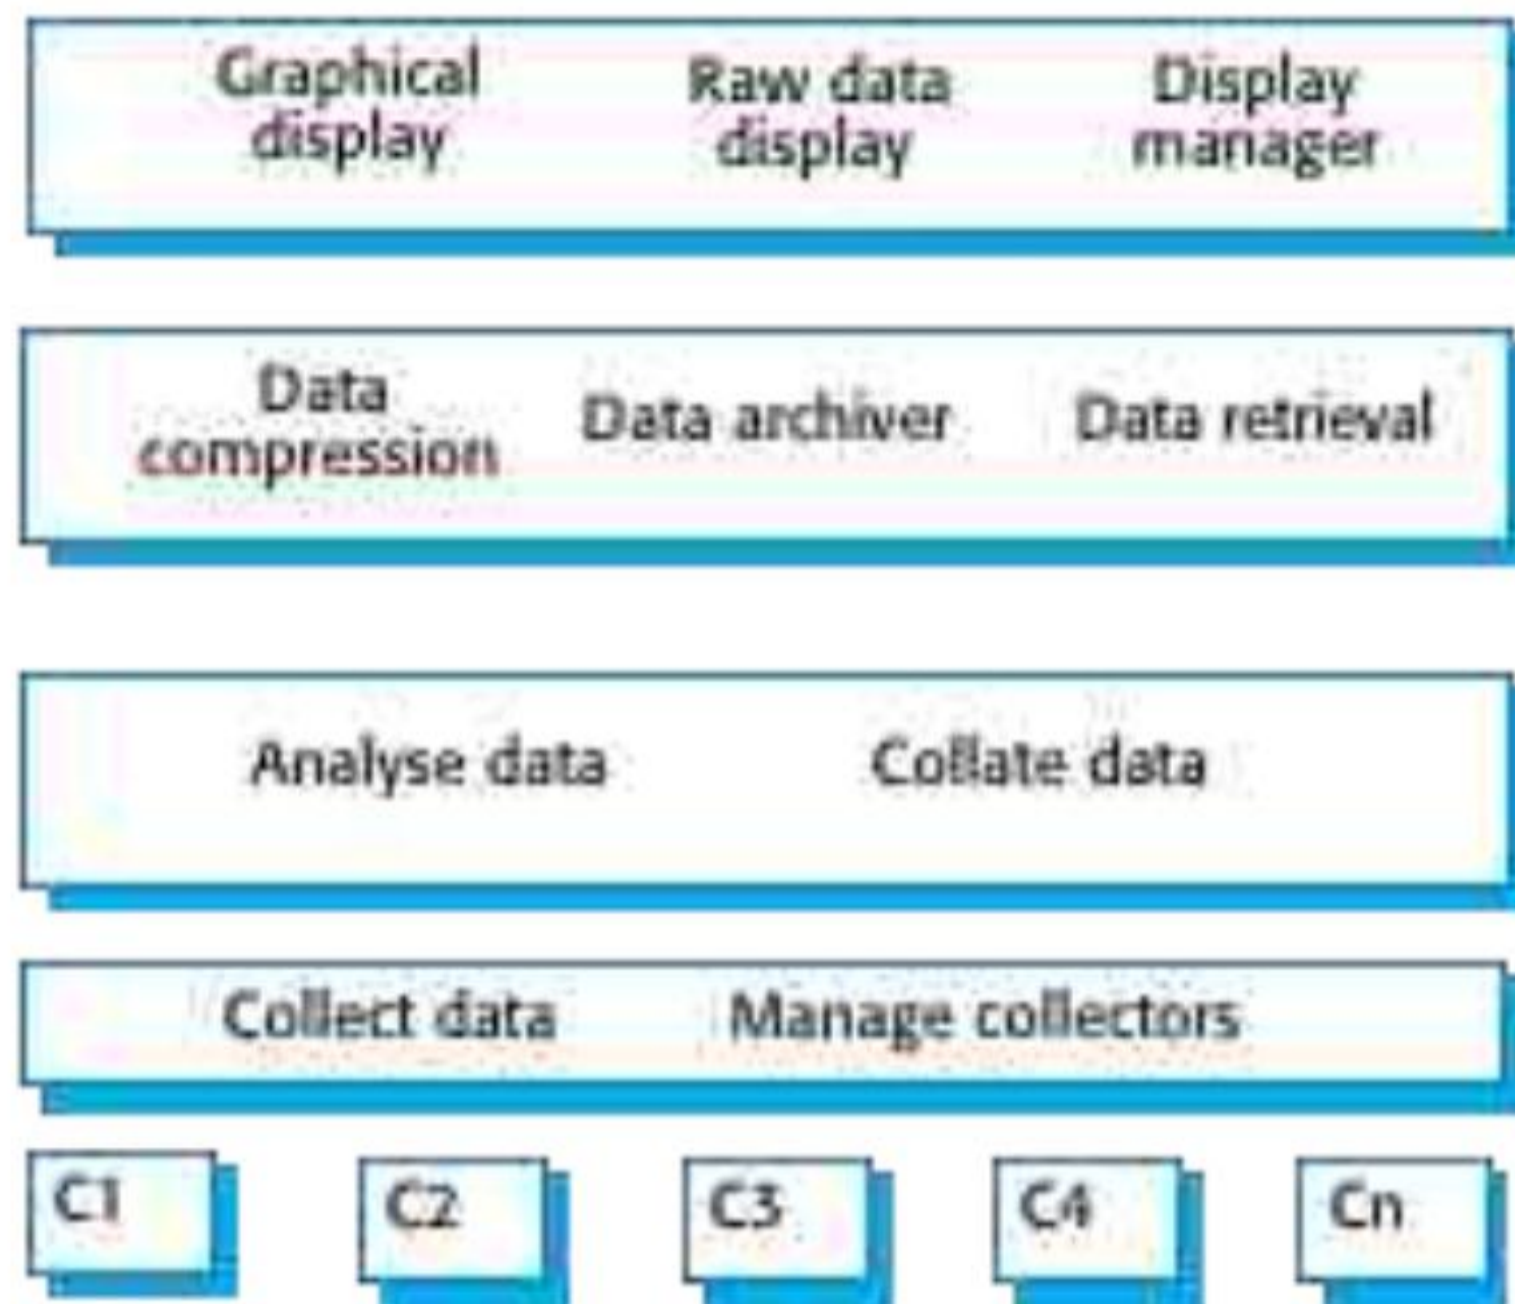 Graphical
display
Raw data
display
Display
manager
Data
compression
Data archiver
Data retrieval
Analyse data
Collate data
Collect data
Manage collectors
C1
C2
C3
C4
Cn